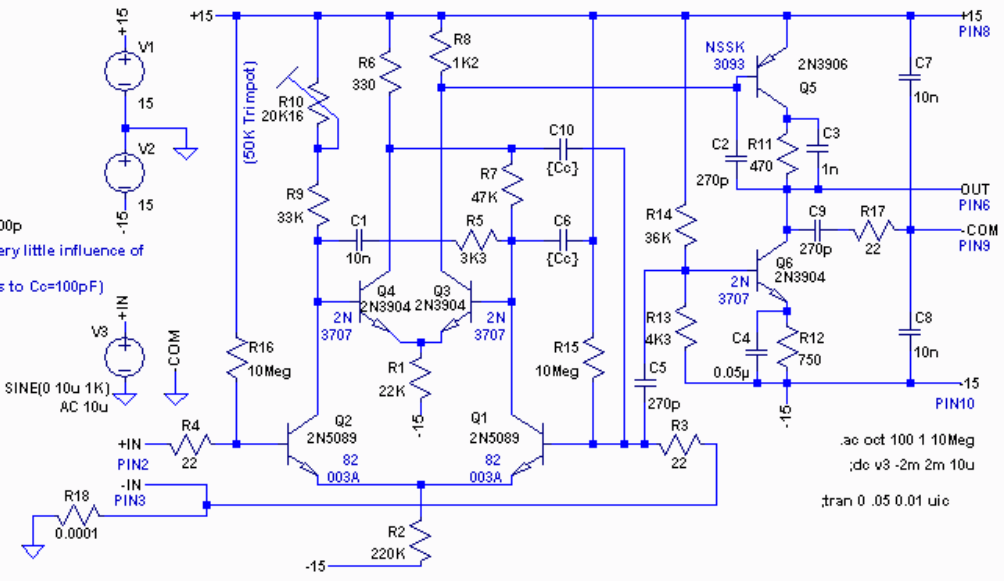 +15
V1
15
V2
15
-15
00p
ery little influence of
s to Cc=100pF)
+IN
V3
SINE(0 10u 1K)
AC 10u
-COM
+15
+15
PIN8
R10
20K16
(50K Trimpot)
R6
330
R8
1K2
NSSK
3093
2N3906
Q5
C7
10n
R9
33K
C10
{Cc}
R7
47K
C2
270p
R11
470
C3
1n
OUT
PIN6
C1
10n
R5
3K3
C6
{Cc}
R14
36K
C9
270p
R17
22
-COM
PIN9
Q4
2N3904
2N
3707
Q3
2N3904
2N
3707
Q6
2N3904
2N
3707
R16
10Meg
R1
22K
-15
R15
10Meg
R13
4K3
C5
270p
C4
0.05µ
R12
750
-15
C8
10n
-15
PIN10
R4
22
+IN
PIN2
Q2
2N5089
82
003A
Q1
2N5089
82
003A
R3
22
-IN
PIN3
R18
0.0001
R2
220K
-15
.ac oct 100 1 10Meg
;dc v3 -2m 2m 10u
;tran 0 .05 0.01 uic